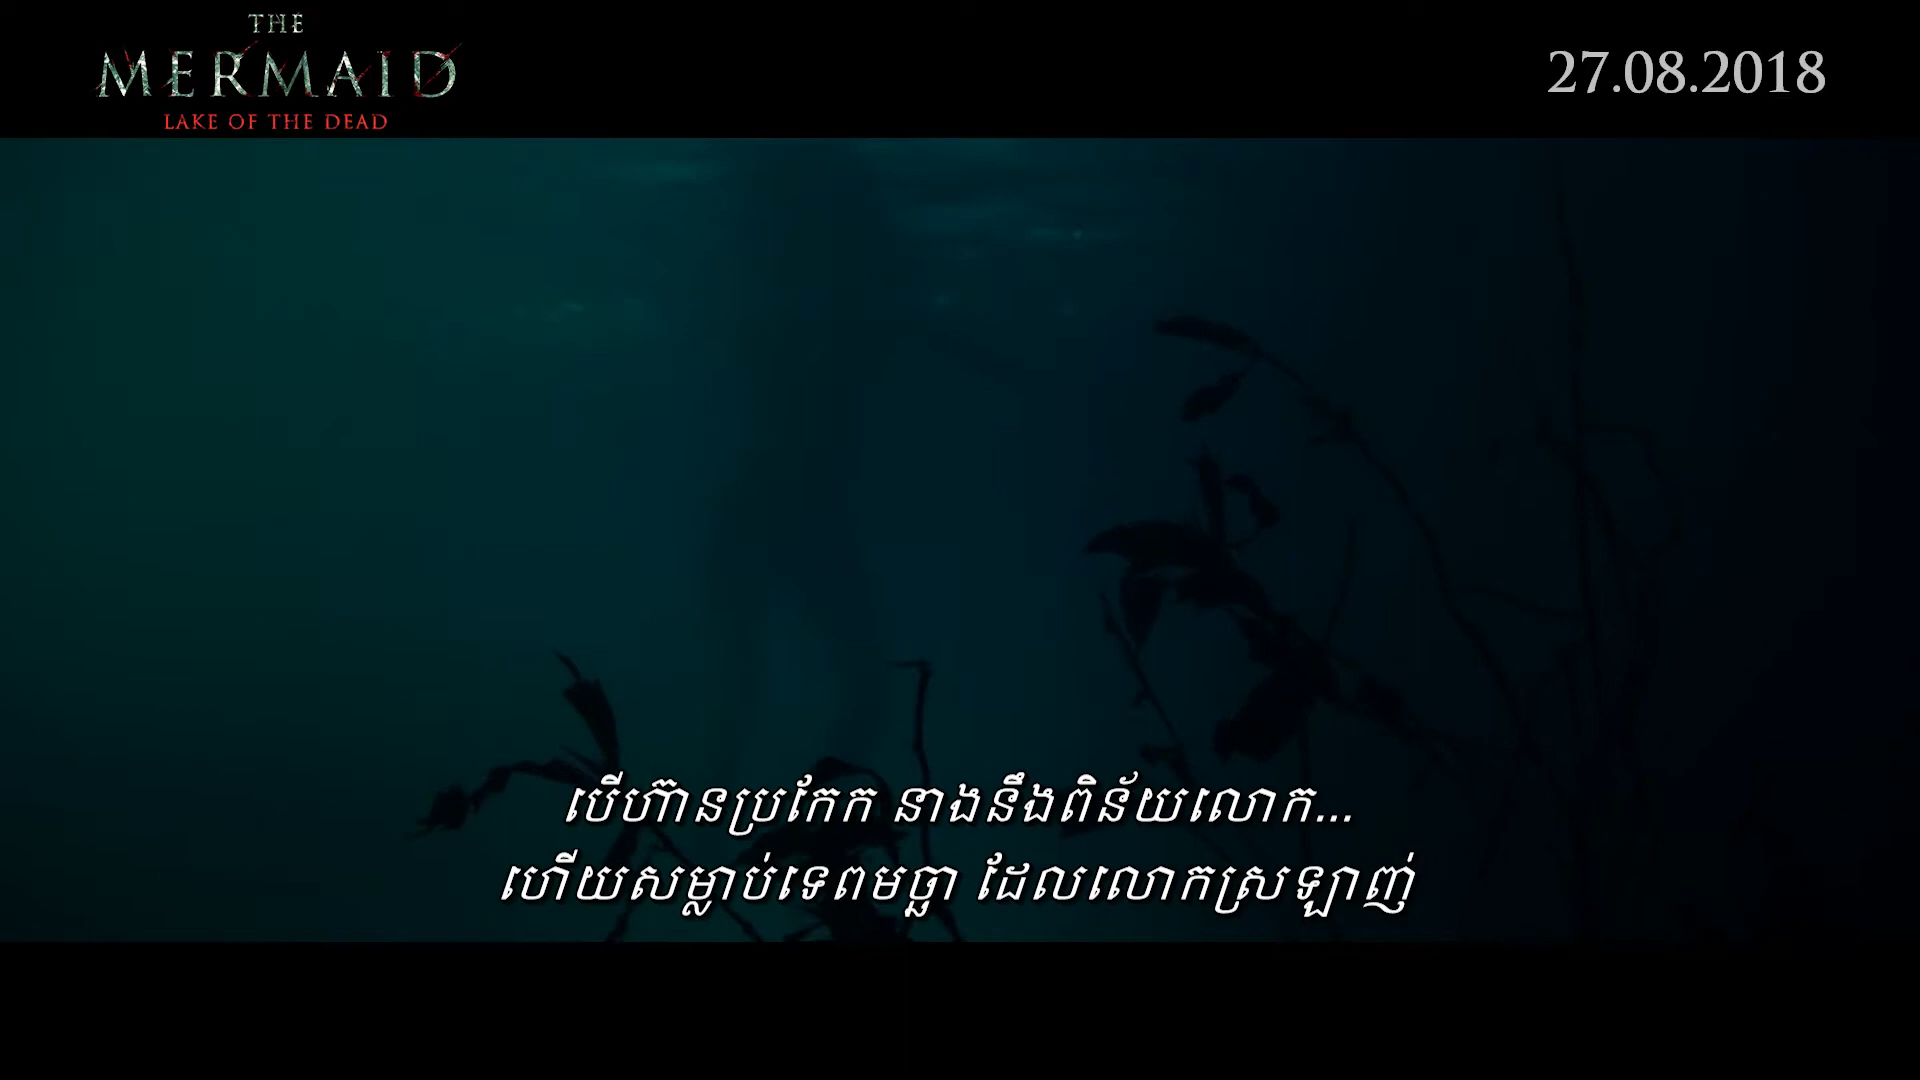 THE
MERMAID
LAKE OF THE DEAD
27.08.2018
បើហ៊ានប្រកែក នាងនឹងពិន័យលោក...
ហើយសម្លាប់ទេពមច្ឆា ដែលលោកស្រឡាញ់